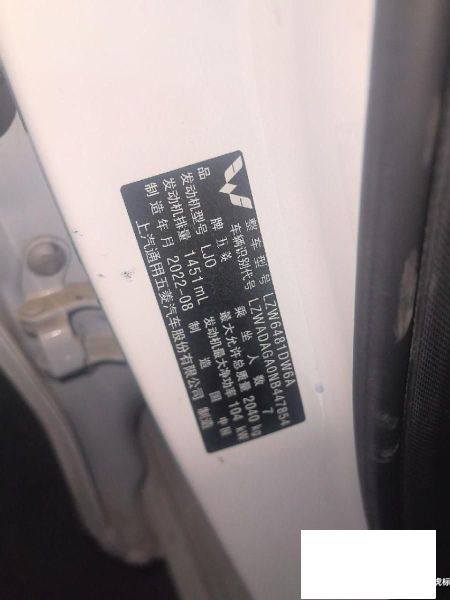 整车型号 LZW6481DW6A
车辆识别代号 LZWADAGA0NB447854
品牌 五菱 乘坐人数 7
发动机型号 LJO 最大允许总质量 2040 kg
发动机排量 1451 mL 发动机最大净功率 104 kW
制造年月 2022-08 制造国 中国
上汽通用五菱汽车股份有限公司 制造
虎标